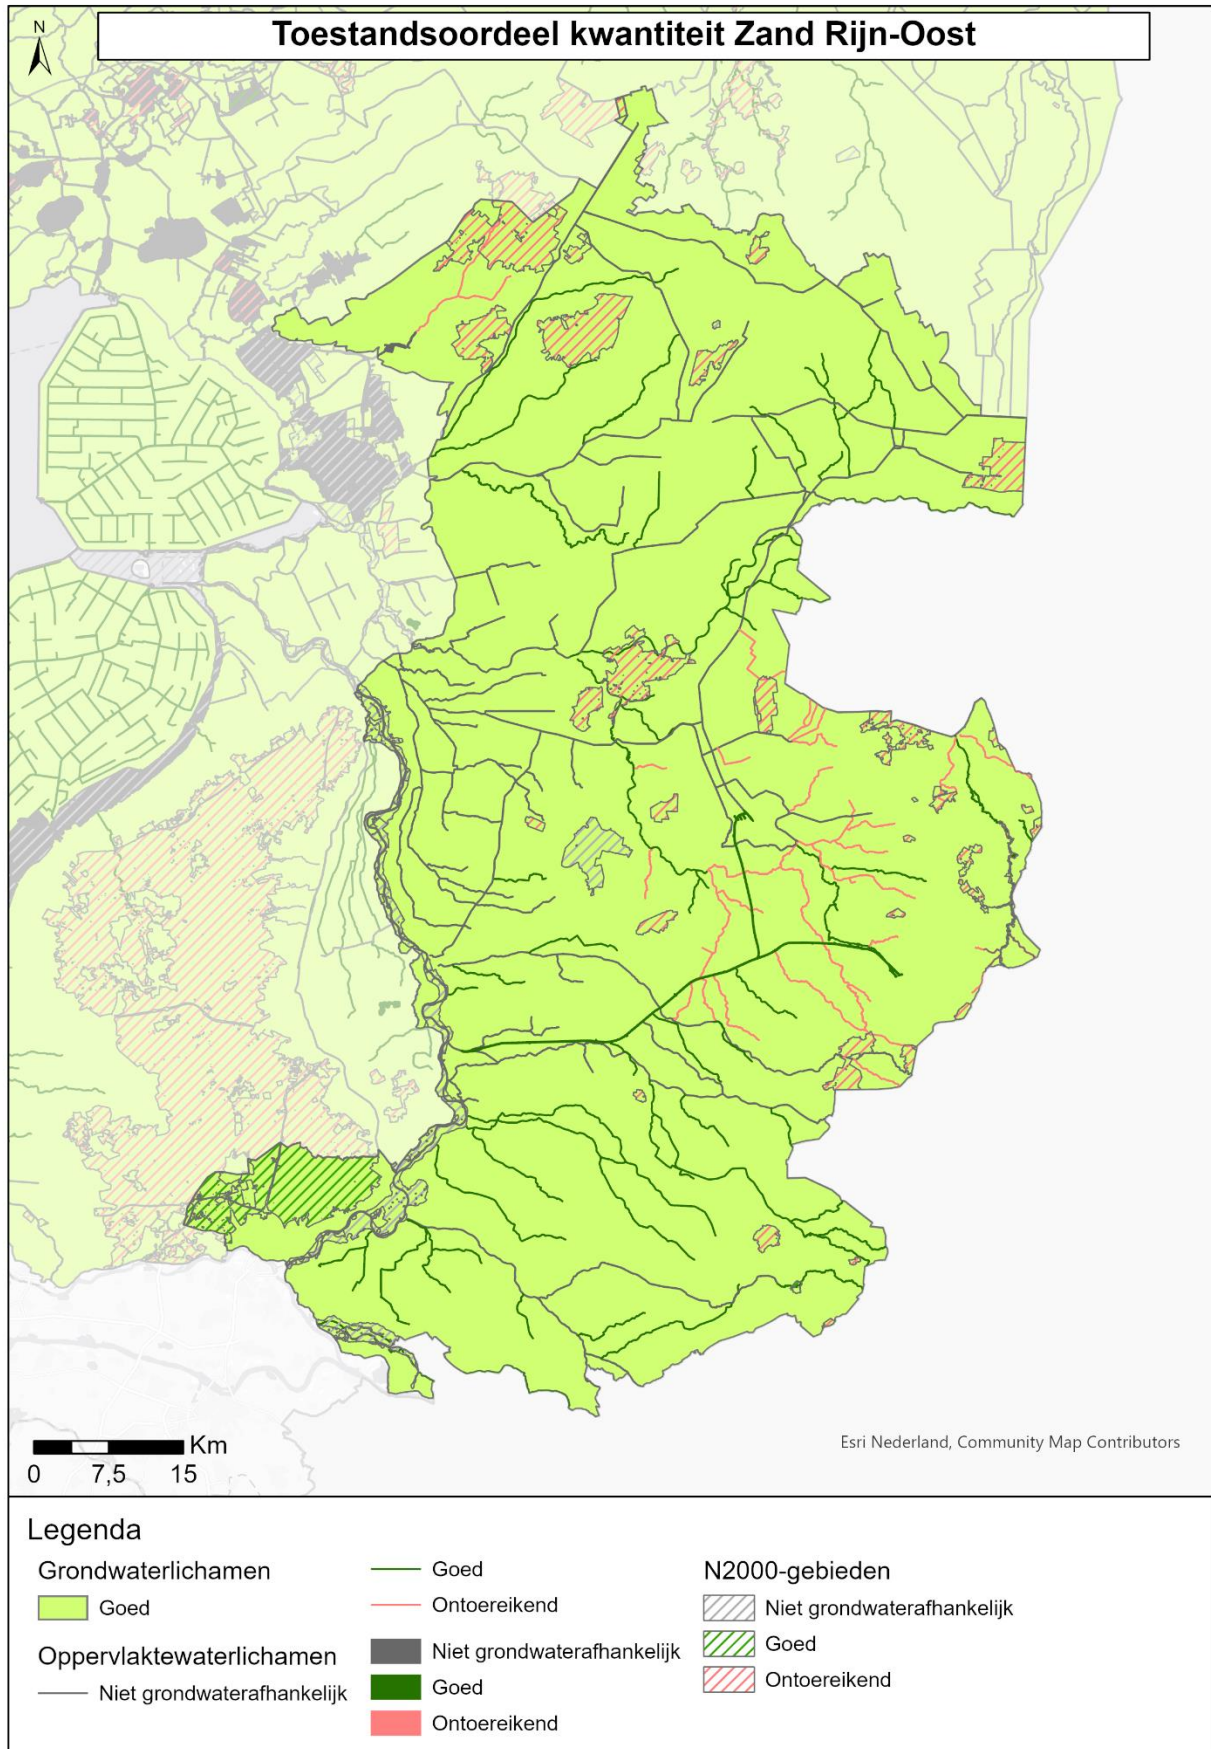 Toestandsoordeel kwantiteit Zand Rijn-Oost
N
Esri Nederland, Community Map Contributors
Km
0 7,5 15
Legenda
Grondwaterlichamen
Goed
Oppervlaktewaterlichamen
Niet grondwaterafhankelijk
Goed
Ontoereikend
Niet grondwaterafhankelijk
Goed
Ontoereikend
N2000-gebieden
Niet grondwaterafhankelijk
Goed
Ontoereikend